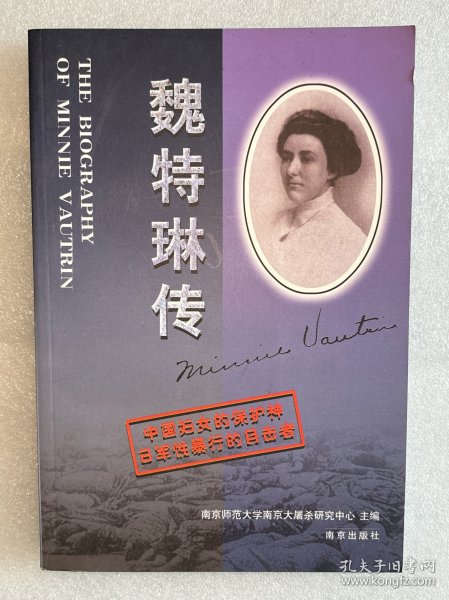 THE BIOGRAPHY
OF MINNIE VAUTRIN
魏特琳传
Minnie Vautrin
中国妇女的保护神
日军性暴行的目击者
南京师范大学南京大屠杀研究中心 主编
南京出版社
孔夫子旧书网
kongfz.com